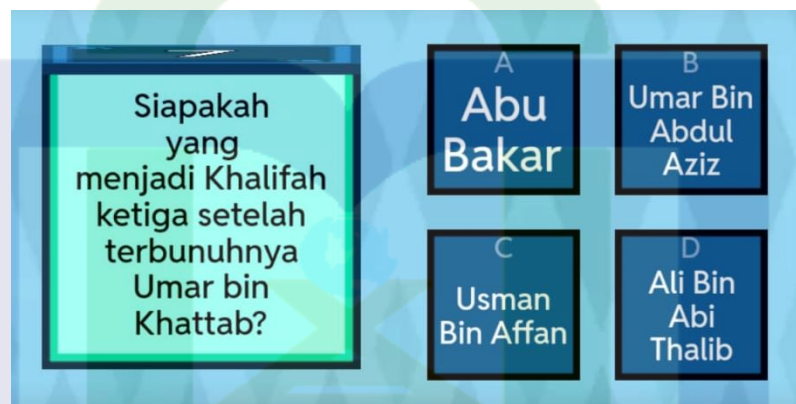 Siapakah
yang
menjadi Khalifah
ketiga setelah
terbunuhnya
Umar bin
Khattab?
A
Abu
Bakar
B
Umar Bin
Abdul
Aziz
C
Usman
Bin Affan
D
Ali Bin
Abi
Thalib